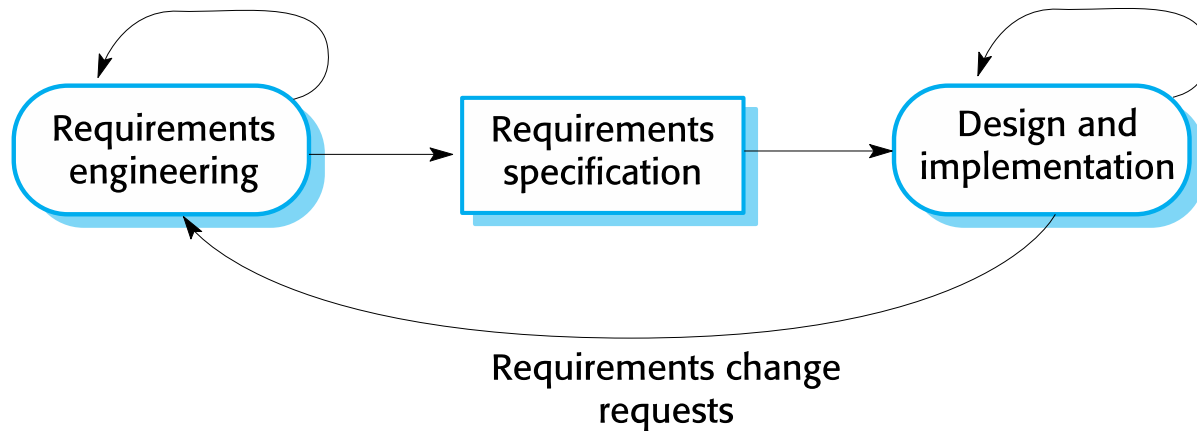 Requirements
engineering
Requirements
specification
Design and
implementation
Requirements change
requests